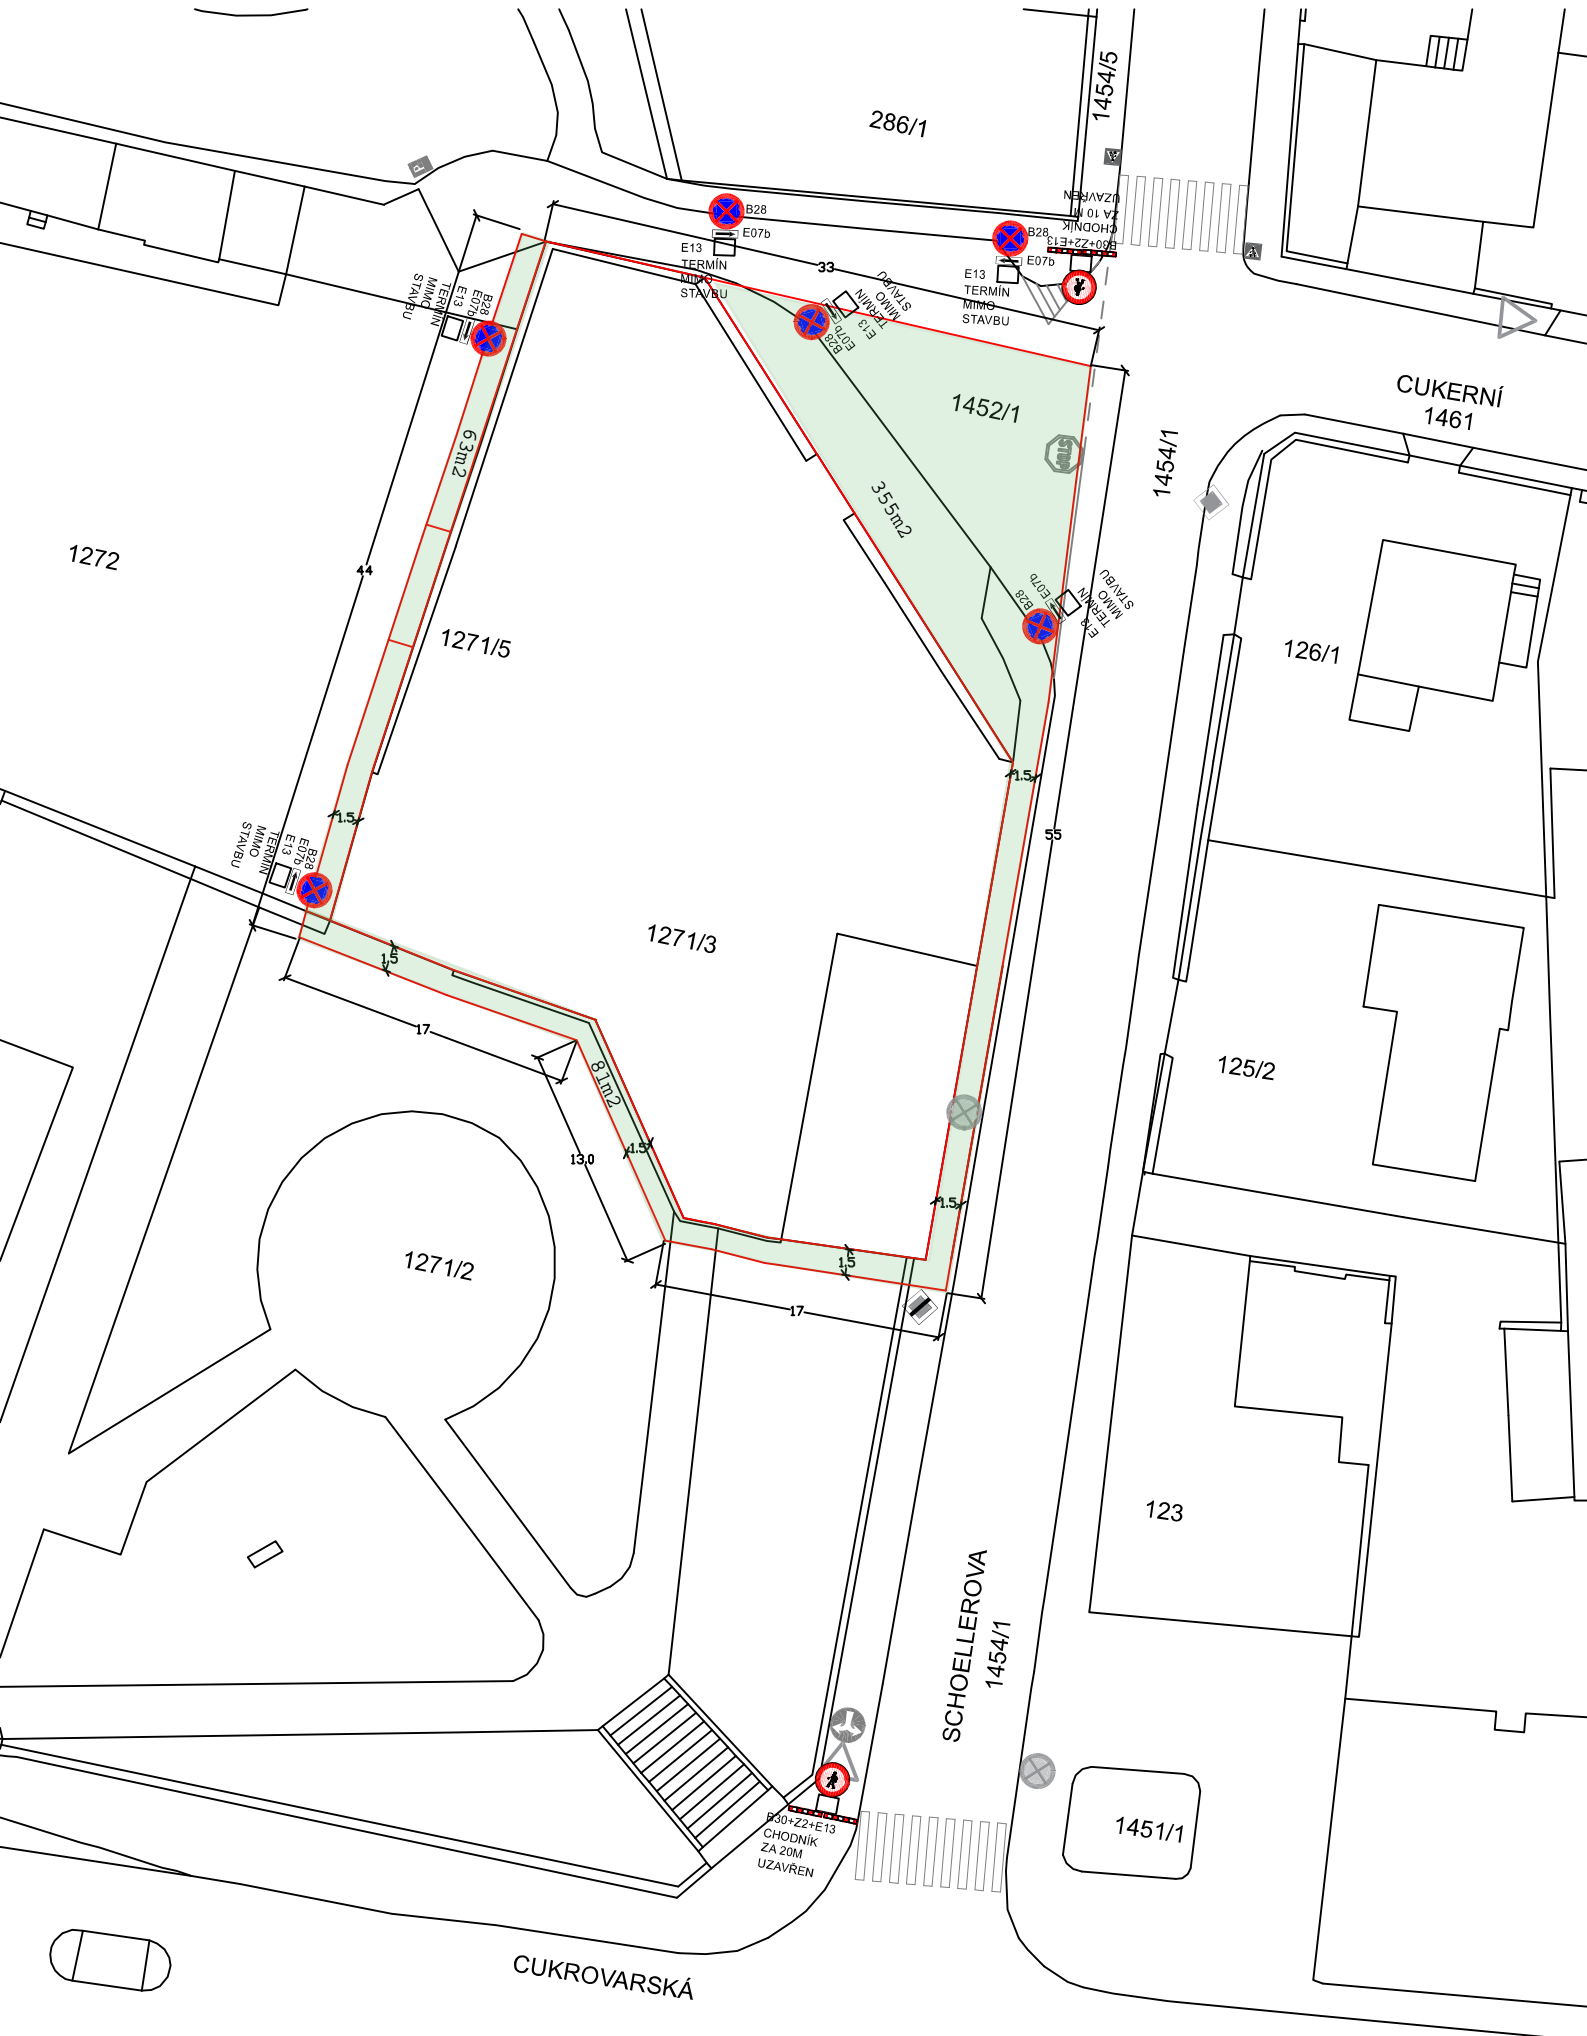 1454/5
286/1
P
UZAVŘEN
ZA 10 M
CHODNÍK
B30+Z2+E13
B28
E07b
E13
TERMÍN
MIMO
STAVBU
B28
E07b
E13
TERMÍN
MIMO
STAVBU
33
B28
E07b
E13
TERMÍN
MIMO
STAVBU
B28
E07b
E13
TERMÍN
MIMO
STAVBU
CUKERNÍ
1461
1452/1
STOP
1454/1
63m2
355m2
1272
44
1271/5
B28
E07b
E13
TERMÍN
MIMO
STAVBU
126/1
1.5
1.5
55
B28
E07b
E13
TERMÍN
MIMO
STAVBU
1271/3
1.5
17
81m2
125/2
13,0
1.5
1.5
1271/2
1.5
17
123
SCHOELLEROVA
1454/1
B30+Z2+E13
CHODNÍK
ZA 20M
UZAVŘEN
1451/1
CUKROVARSKÁ